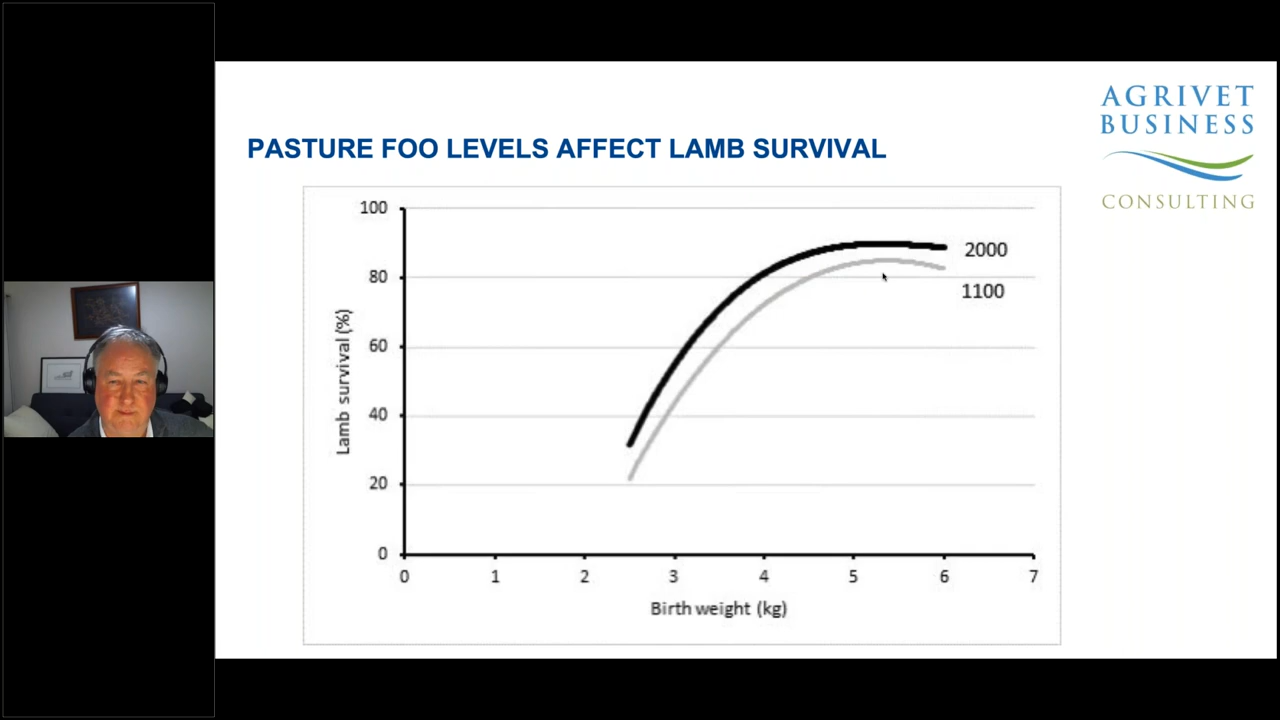 AGRIVET
BUSINESS
CONSULTING
PASTURE FOO LEVELS AFFECT LAMB SURVIVAL
100
80
60
40
20
0
Lamb survival (%)
2000
1100
0 1 2 3 4 5 6 7
Birth weight (kg)